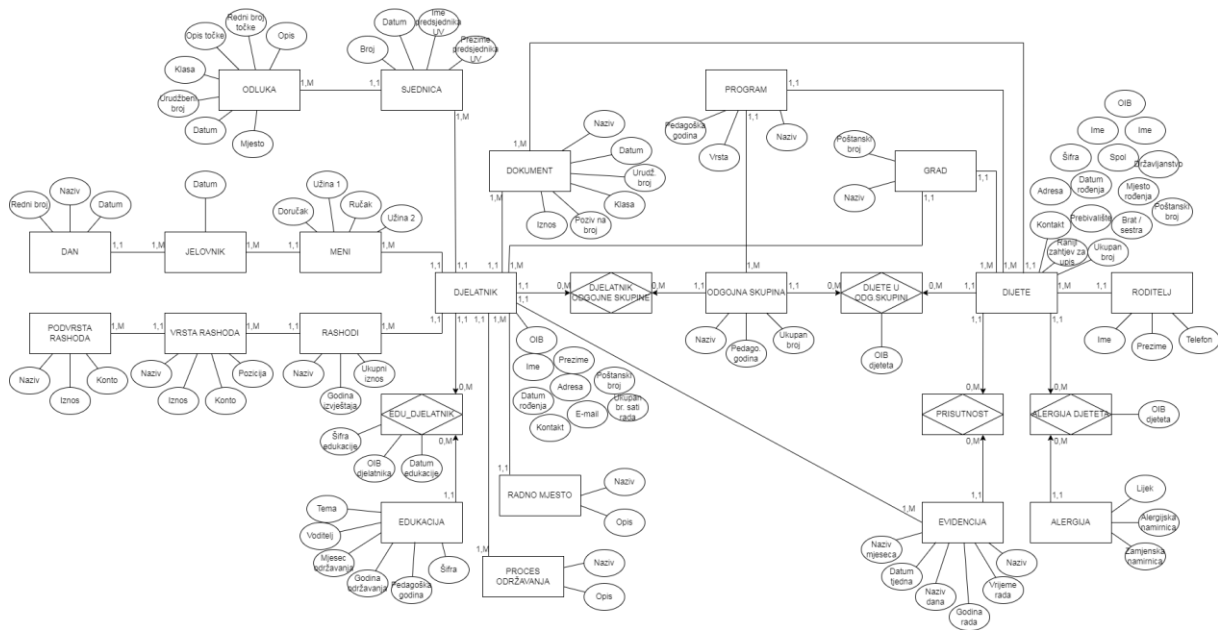 Redni broj
točke
Opis točke
Opis
Klasa
Urudžbeni
broj
Datum
Mjesto
ODLUKA
1,M
1,1
Datum
Ime
predsjednika
UV
Broj
Prezime
predsjednika
UV
SJEDNICA
1,M
1,M
1,1
PROGRAM
1,1
1,1
Pedagoška
godina
Vrsta
Naziv
Naziv
Datum
Urudž. broj
Klasa
Poziv na
broj
Iznos
DOKUMENT
1,M
1,M
Poštanski
broj
Naziv
GRAD
1,1
1,1
OIB
Ime
Ime
Šifra
Spol
Državljanstvo
Adresa
Datum
rođenja
Mjesto
rođenja
Poštanski
broj
Kontakt
Prebivalište
Brat /
sestra
Raniji
zahtjev za
upis
Ukupan
broj
Redni broj
Naziv
Datum
DAN
1,1
1,M
Datum
JELOVNIK
1,1
1,M
Doručak
Užina 1
Ručak
Užina 2
MENI
1,M
1,1
1,1
1,1
1,M
DJELATNIK
1,1
1,1
0,M
DJELATNIK
ODGOJNE SKUPINE
0,M
1,1
1,M
ODGOJNA SKUPINA
1,1
0,M
DIJETE U
ODG.SKUPINI
0,M
1,1
1,M
1,M
1,1
DIJETE
1,M
1,1
RODITELJ
Naziv
Pedago.
godina
Ukupan
broj
OIB
djeteta
Ime
Prezime
Telefon
PODVRSTA
RASHODA
1,M
1,1
VRSTA RASHODA
1,M
1,1
RASHODI
1,M
1,1
1,1
1,1
1,M
Naziv
Iznos
Konto
Naziv
Iznos
Konto
Pozicija
Naziv
Godina
izvještaja
Ukupni
iznos
OIB
Ime
Prezime
Adresa
Poštanski
broj
Datum
rođenja
E-mail
Ukupan
br. sati
rada
Kontakt
0,M
EDU_DJELATNIK
0,M
Šifra
edukacije
OIB
djelatnika
Datum
edukacije
0,M
PRISUTNOST
0,M
0,M
ALERGIJA DJETETA
0,M
OIB
djeteta
1,1
RADNO MJESTO
Naziv
Opis
Tema
Voditelj
Mjesec
održavanja
Godina
održavanja
Pedagoška
godina
Šifra
1,1
EDUKACIJA
1,M
PROCES
ODRŽAVANJA
Naziv
Opis
1,M
1,1
EVIDENCIJA
Naziv
mjeseca
Datum
tjedna
Naziv
dana
Godina
rada
Vrijeme
rada
Naziv
1,1
ALERGIJA
Lijek
Alergijska
namirnica
Zamjenska
namirnica